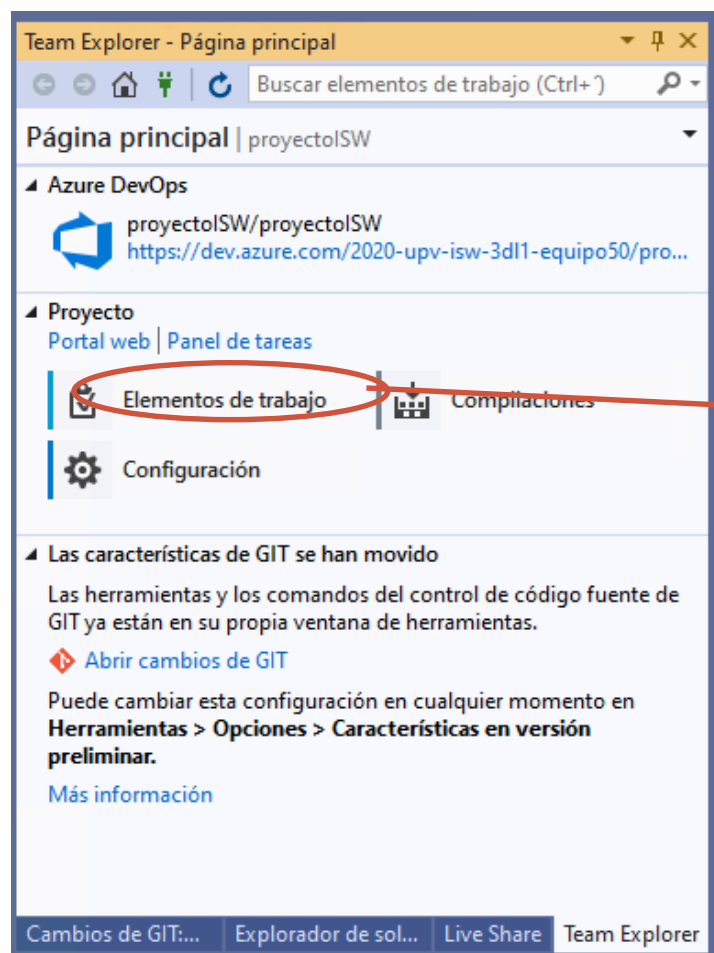 Team Explorer - Página principal
Buscar elementos de trabajo (Ctrl+´)
Página principal | proyectoISW
Azure DevOps
proyectoISW/proyectoISW
https://dev.azure.com/2020-upv-isw-3dl1-equipo50/pro...
Proyecto
Portal web | Panel de tareas
Elementos de trabajo
Compilaciones
Configuración
Las características de GIT se han movido
Las herramientas y los comandos del control de código fuente de
GIT ya están en su propia ventana de herramientas.
Abrir cambios de GIT
Puede cambiar esta configuración en cualquier momento en
Herramientas > Opciones > Características en versión
preliminar.
Más información
Cambios de GIT:... Explorador de sol... Live Share Team Explorer